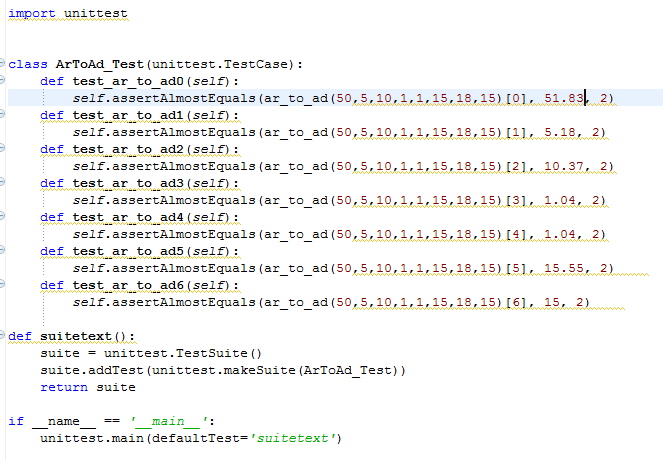 import unittest
class ArToAd_Test(unittest.TestCase):
    def test_ar_to_ad0(self):
        self.assertAlmostEquals(ar_to_ad(50,5,10,1,1,15,18,15)[0], 51.83, 2)
    def test_ar_to_ad1(self):
        self.assertAlmostEquals(ar_to_ad(50,5,10,1,1,15,18,15)[1], 5.18, 2)
    def test_ar_to_ad2(self):
        self.assertAlmostEquals(ar_to_ad(50,5,10,1,1,15,18,15)[2], 10.37, 2)
    def test_ar_to_ad3(self):
        self.assertAlmostEquals(ar_to_ad(50,5,10,1,1,15,18,15)[3], 1.04, 2)
    def test_ar_to_ad4(self):
        self.assertAlmostEquals(ar_to_ad(50,5,10,1,1,15,18,15)[4], 1.04, 2)
    def test_ar_to_ad5(self):
        self.assertAlmostEquals(ar_to_ad(50,5,10,1,1,15,18,15)[5], 15.55, 2)
    def test_ar_to_ad6(self):
        self.assertAlmostEquals(ar_to_ad(50,5,10,1,1,15,18,15)[6], 15, 2)
def suitetext():
    suite = unittest.TestSuite()
    suite.addTest(unittest.makeSuite(ArToAd_Test))
    return suite
if __name__ == '__main__':
    unittest.main(defaultTest='suitetext')